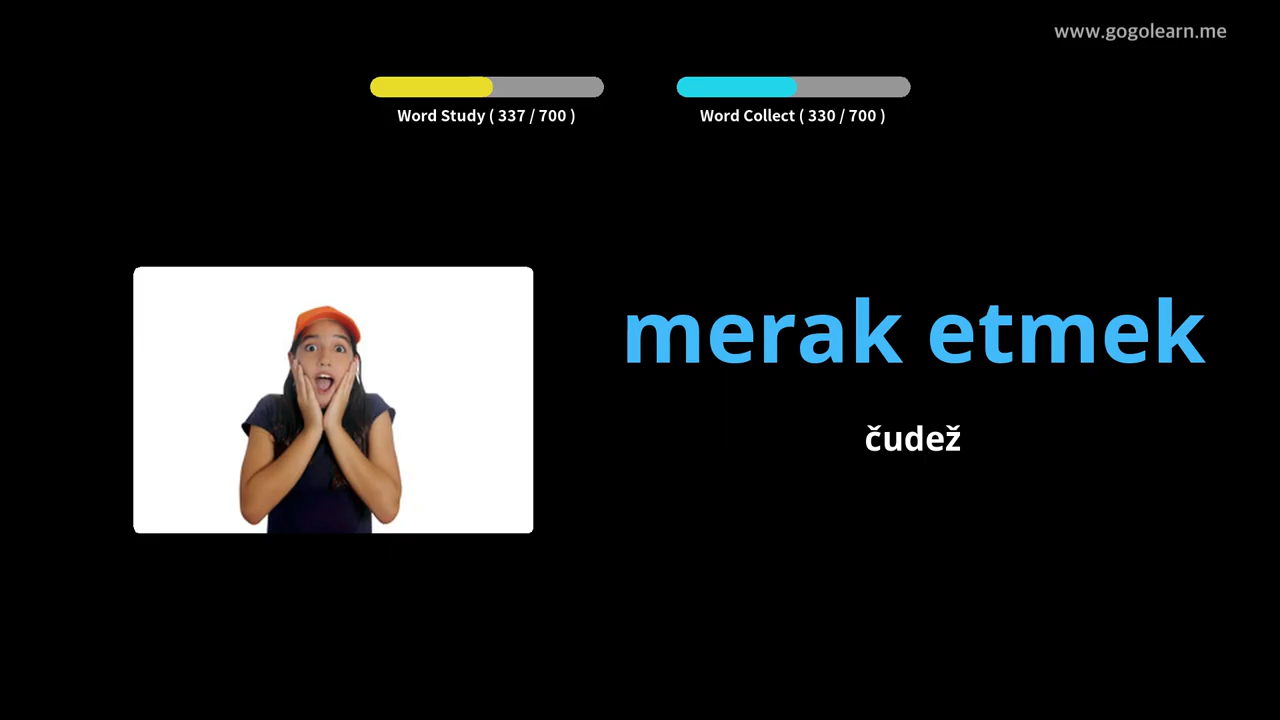 www.gogolearn.me
Word Study ( 337 / 700 )
Word Collect ( 330 / 700 )
merak etmek
čudež